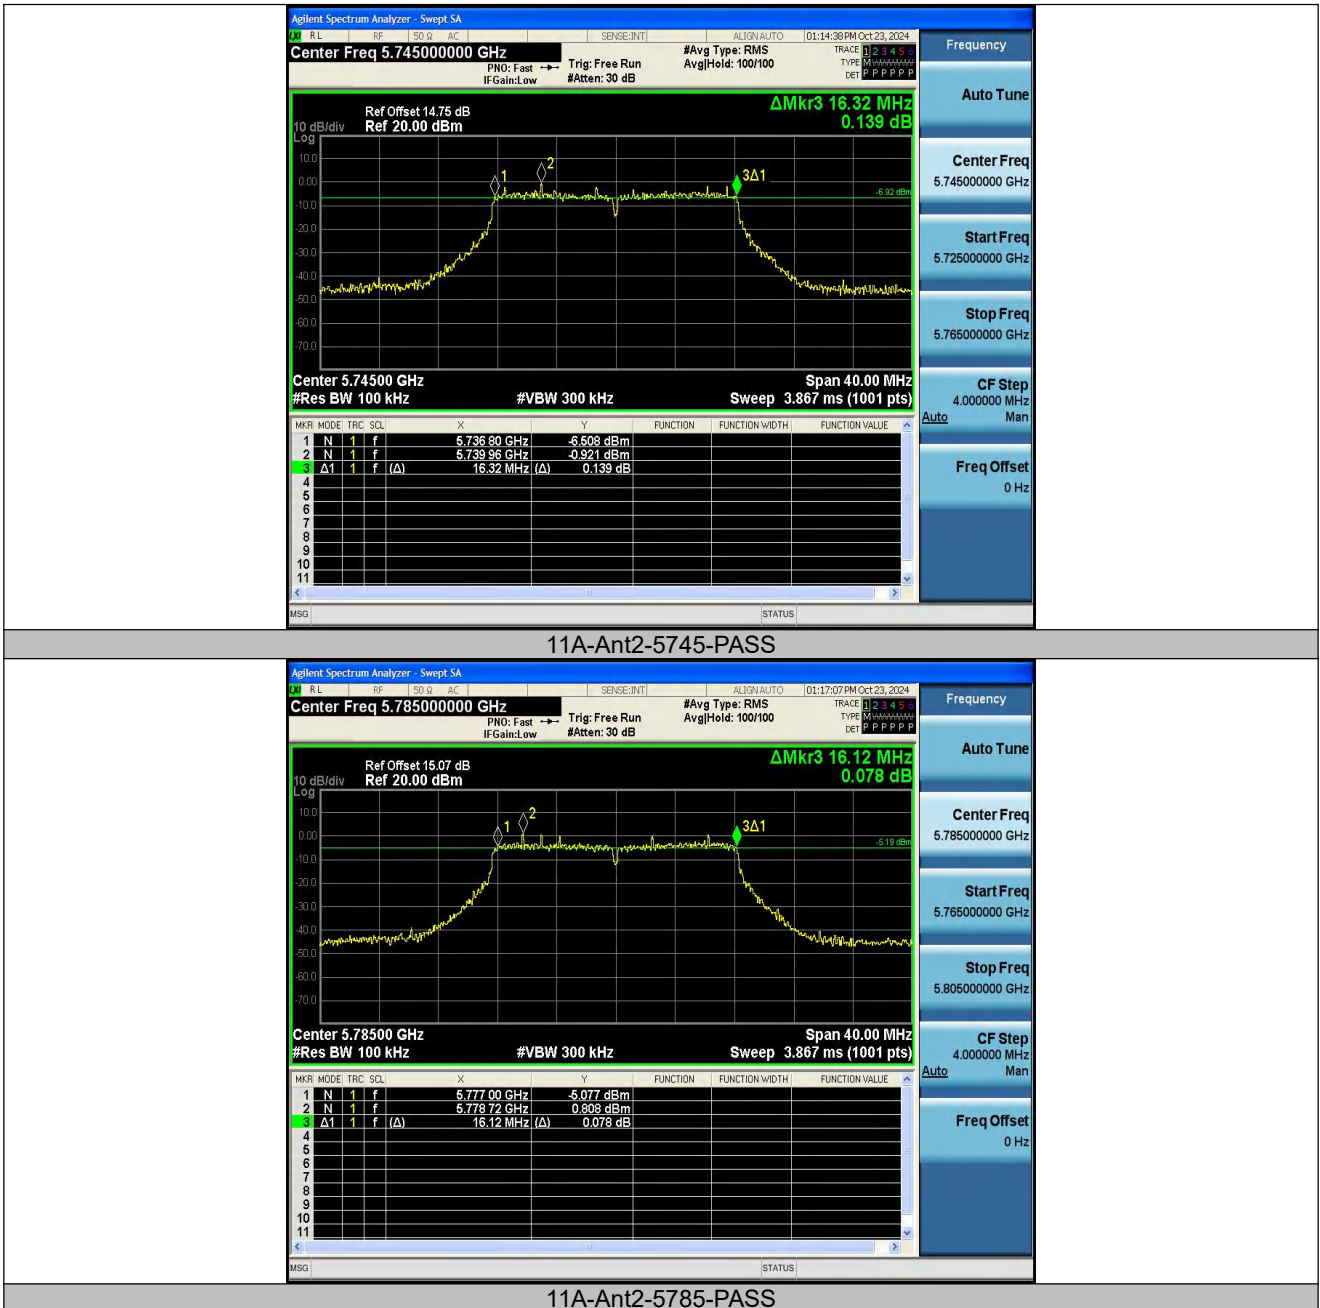 Agilent Spectrum Analyzer - Swept SA
RL RF 50 Ω AC SENSE:INT ALIGN AUTO 01:14:38 PM Oct 23, 2024
Center Freq 5.745000000 GHz
PNO: Fast
IFGain:Low
Trig: Free Run
#Atten: 30 dB
#Avg Type: RMS
Avg|Hold: 100/100
TRACE 1 2 3 4 5 6
TYPE M W W W W W
DET P P P P P P
Frequency
Auto Tune
Center Freq
5.745000000 GHz
Start Freq
5.725000000 GHz
Stop Freq
5.765000000 GHz
CF Step
4.000000 MHz
Auto Man
Freq Offset
0 Hz
ΔMkr3 16.32 MHz
0.139 dB
Ref Offset 14.75 dB
10 dB/div Ref 20.00 dBm
Log
10.0
0.00
-10.0
-20.0
-30.0
-40.0
-50.0
-60.0
-70.0
1
2
3Δ1
-6.92 dBm
Center 5.74500 GHz Span 40.00 MHz
#Res BW 100 kHz #VBW 300 kHz Sweep 3.867 ms (1001 pts)
MKR MODE TRC SCL X Y FUNCTION FUNCTION WIDTH FUNCTION VALUE
1 N 1 f 5.736 80 GHz -6.508 dBm
2 N 1 f 5.739 96 GHz -0.921 dBm
3 Δ1 1 f (Δ) 16.32 MHz (Δ) 0.139 dB
4
5
6
7
8
9
10
11
MSG STATUS
11A-Ant2-5745-PASS
Agilent Spectrum Analyzer - Swept SA
RL RF 50 Ω AC SENSE:INT ALIGN AUTO 01:17:07 PM Oct 23, 2024
Center Freq 5.785000000 GHz
PNO: Fast
IFGain:Low
Trig: Free Run
#Atten: 30 dB
#Avg Type: RMS
Avg|Hold: 100/100
TRACE 1 2 3 4 5 6
TYPE M W W W W W
DET P P P P P P
Frequency
Auto Tune
Center Freq
5.785000000 GHz
Start Freq
5.765000000 GHz
Stop Freq
5.805000000 GHz
CF Step
4.000000 MHz
Auto Man
Freq Offset
0 Hz
ΔMkr3 16.12 MHz
0.078 dB
Ref Offset 15.07 dB
10 dB/div Ref 20.00 dBm
Log
10.0
0.00
-10.0
-20.0
-30.0
-40.0
-50.0
-60.0
-70.0
1
2
3Δ1
-5.19 dBm
Center 5.78500 GHz Span 40.00 MHz
#Res BW 100 kHz #VBW 300 kHz Sweep 3.867 ms (1001 pts)
MKR MODE TRC SCL X Y FUNCTION FUNCTION WIDTH FUNCTION VALUE
1 N 1 f 5.777 00 GHz -5.077 dBm
2 N 1 f 5.778 72 GHz 0.808 dBm
3 Δ1 1 f (Δ) 16.12 MHz (Δ) 0.078 dB
4
5
6
7
8
9
10
11
MSG STATUS
11A-Ant2-5785-PASS